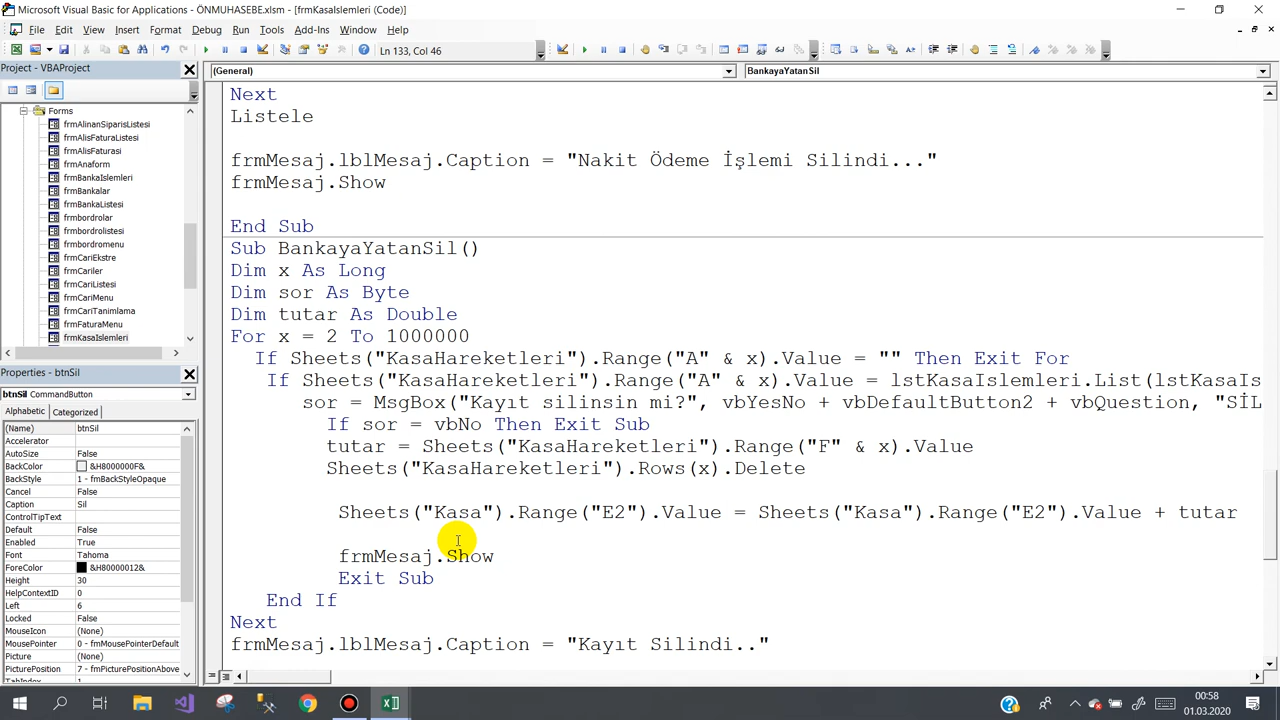 Microsoft Visual Basic for Applications - ÖNMUHASEBE.xlsm - [frmKasaIslemleri (Code)]
File Edit View Insert Format Debug Run Tools Add-Ins Window Help
Ln 133, Col 46
Project - VBAProject
Forms
frmAlinanSiparisListesi
frmAlisFaturaListesi
frmAlisFaturasi
frmAnaform
frmBankaIslemleri
frmBankalar
frmBankaListesi
frmbordrolar
frmbordrolistesi
frmbordromenu
frmCariEkstre
frmCariler
frmCariListesi
frmCariMenu
frmCariTanimlama
frmFaturaMenu
frmKasaIslemleri
Properties - btnSil
btnSil CommandButton
Alphabetic Categorized
(Name) btnSil
Accelerator
AutoSize False
BackColor &H8000000F&
BackStyle 1 - fmBackStyleOpaque
Cancel False
Caption Sil
ControlTipText
Default False
Enabled True
Font Tahoma
ForeColor &H80000012&
Height 30
HelpContextID 0
Left 6
Locked False
MouseIcon (None)
MousePointer 0 - fmMousePointerDefault
Picture (None)
PicturePosition 7 - fmPicturePositionAbove
TabIndex 1
(General) BankayaYatanSil
Next
Listele
frmMesaj.lblMesaj.Caption = "Nakit Ödeme İşlemi Silindi..."
frmMesaj.Show
End Sub
Sub BankayaYatanSil()
Dim x As Long
Dim sor As Byte
Dim tutar As Double
For x = 2 To 1000000
If Sheets("KasaHareketleri").Range("A" & x).Value = "" Then Exit For
If Sheets("KasaHareketleri").Range("A" & x).Value = lstKasaIslemleri.List(lstKasaIs
sor = MsgBox("Kayıt silinsin mi?", vbYesNo + vbDefaultButton2 + vbQuestion, "SİL
If sor = vbNo Then Exit Sub
tutar = Sheets("KasaHareketleri").Range("F" & x).Value
Sheets("KasaHareketleri").Rows(x).Delete
Sheets("Kasa").Range("E2").Value = Sheets("Kasa").Range("E2").Value + tutar
frmMesaj.Show
Exit Sub
End If
Next
frmMesaj.lblMesaj.Caption = "Kayıt Silindi.."
00:58
01.03.2020